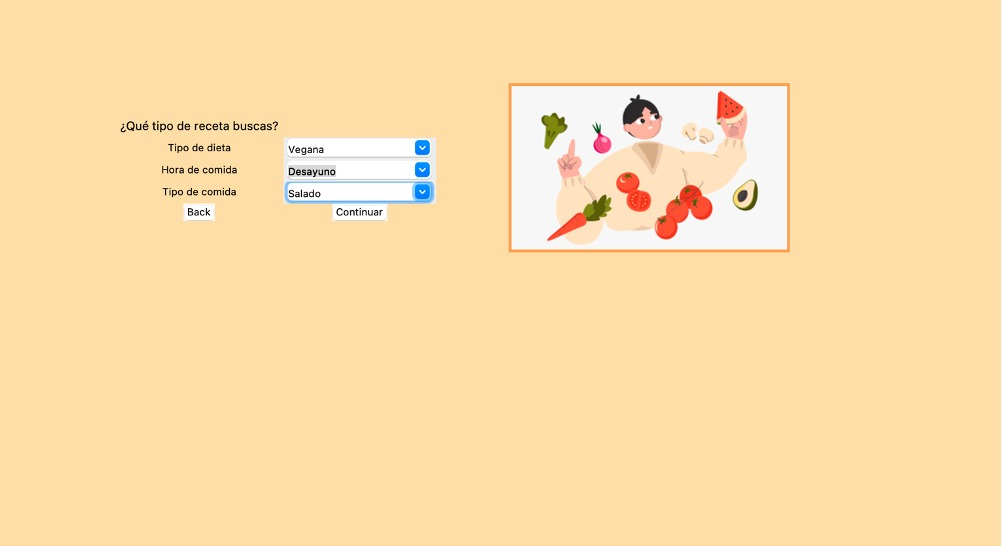 ¿Qué tipo de receta buscas?
Tipo de dieta Vegana
Hora de comida Desayuno
Tipo de comida Salado
Back Continuar